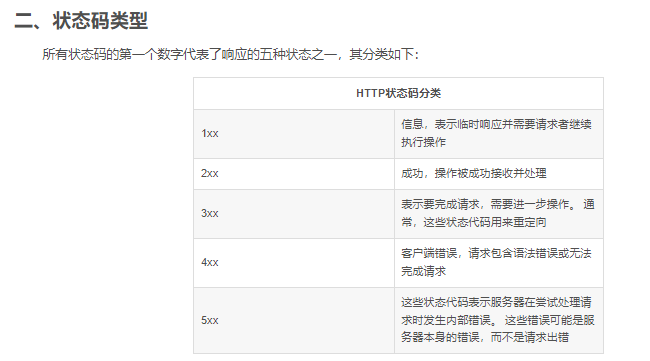 二、状态码类型
所有状态码的第一个数字代表了响应的五种状态之一，其分类如下：
HTTP状态码分类
1xx
信息，表示临时响应并需要请求者继续
执行操作
2xx
成功，操作被成功接收并处理
3xx
表示要完成请求，需要进一步操作。 通
常，这些状态代码用来重定向
4xx
客户端错误，请求包含语法错误或无法
完成请求
5xx
这些状态代码表示服务器在尝试处理请
求时发生内部错误。 这些错误可能是服
务器本身的错误，而不是请求出错